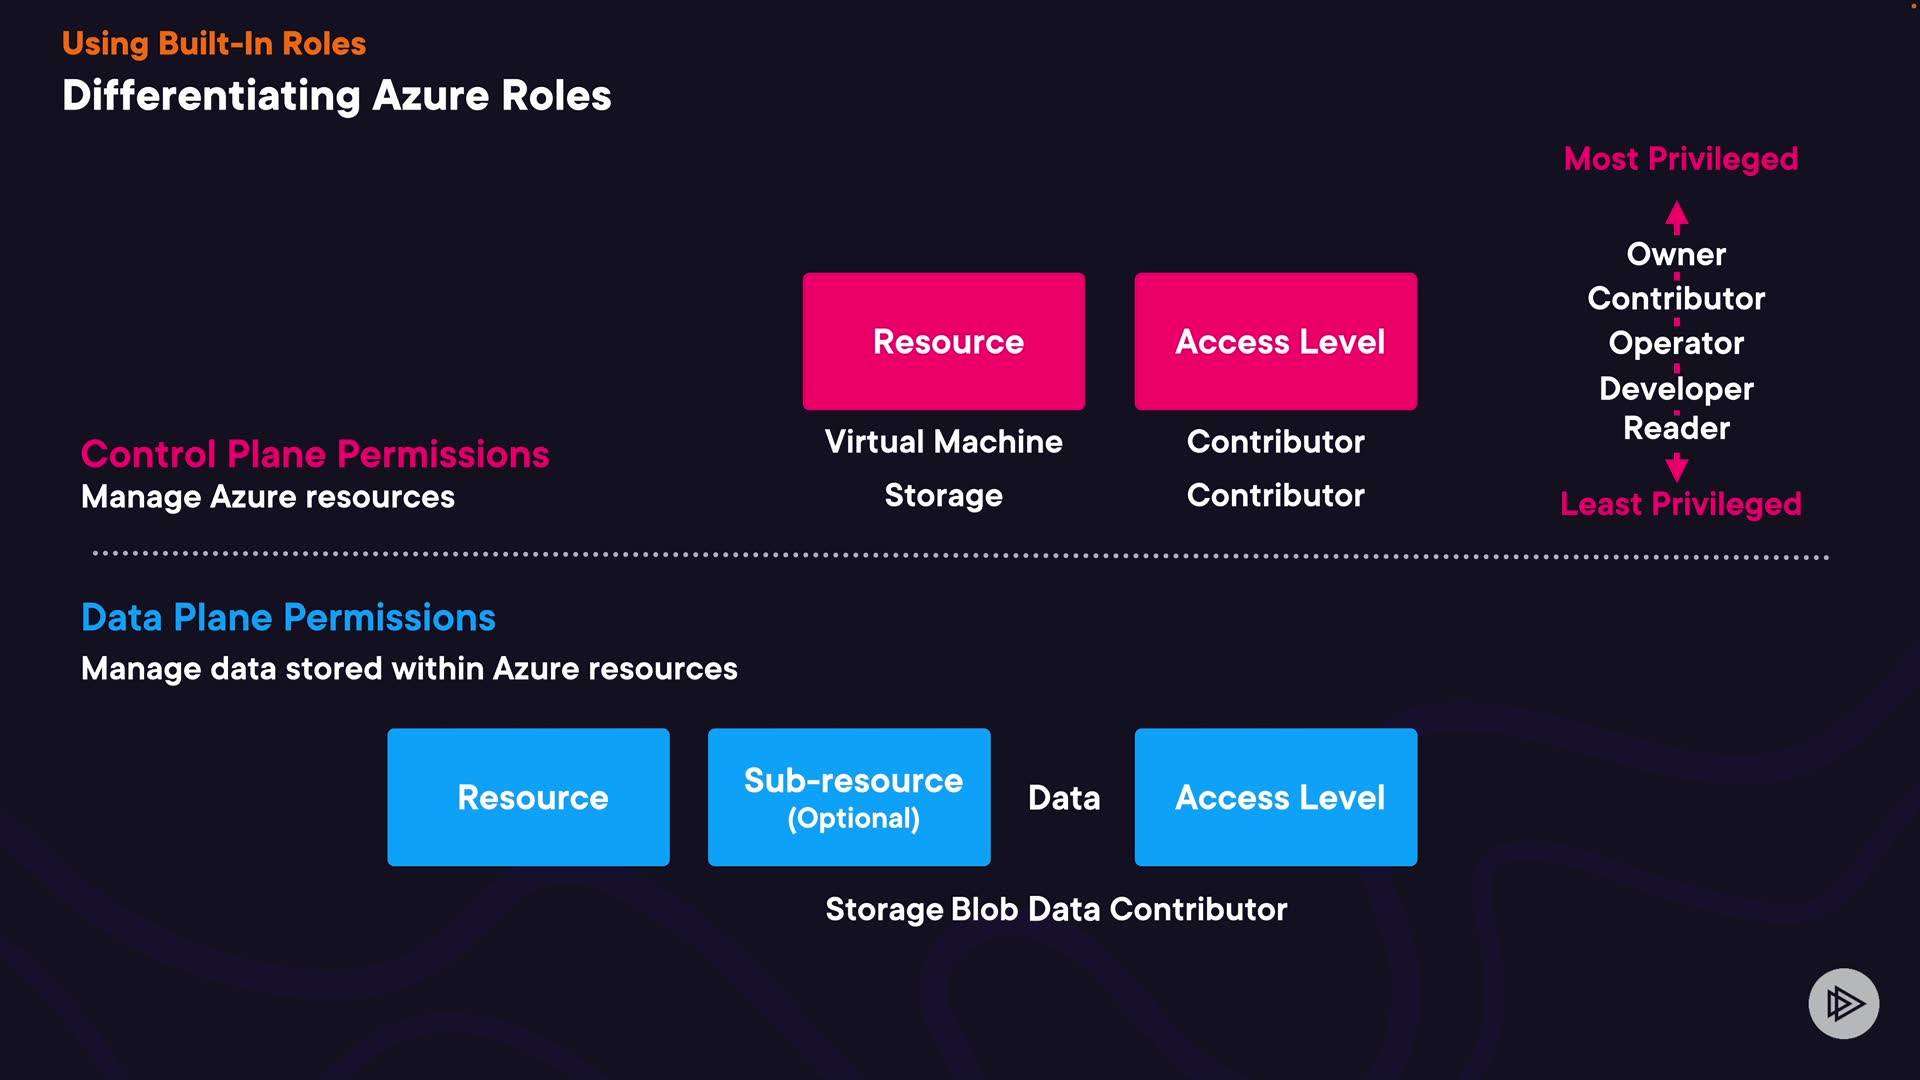 Using Built-In Roles
Differentiating Azure Roles
Most Privileged
Owner
Contributor
Operator
Developer
Reader
Least Privileged
Resource
Access Level
Virtual Machine
Contributor
Storage
Contributor
Control Plane Permissions
Manage Azure resources
Data Plane Permissions
Manage data stored within Azure resources
Resource
Sub-resource
(Optional)
Data
Access Level
Storage Blob Data Contributor